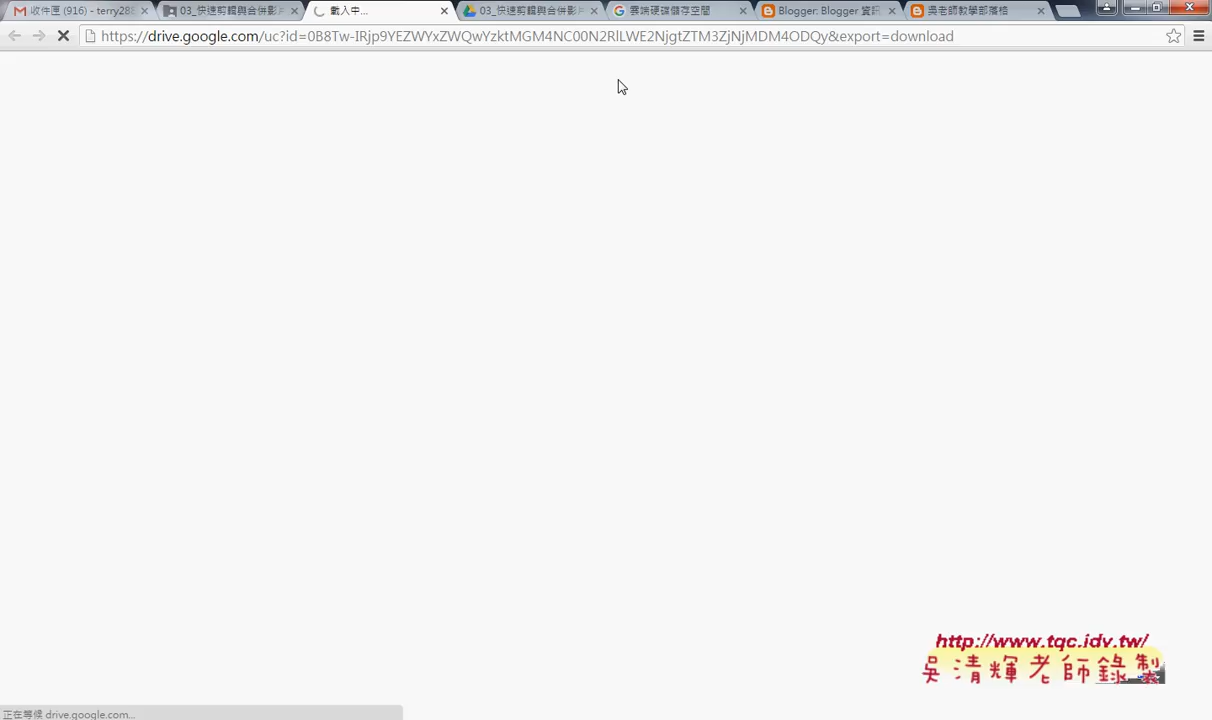 收件匣 (916) - terry288
03_快速剪輯與合併影片
載入中...
03_快速剪輯與合併影片
雲端硬碟儲存空間
Blogger: Blogger 資訊
吳老師教學部落格
https://drive.google.com/uc?id=0B8Tw-IRjp9YEZWYxZWQwYzktMGM4NC00N2RlLWE2NjgtZTM3ZjNjMDM4ODQy&export=download
http://www.tqc.idv.tw/
吳清輝老師錄製
正在等候 drive.google.com...